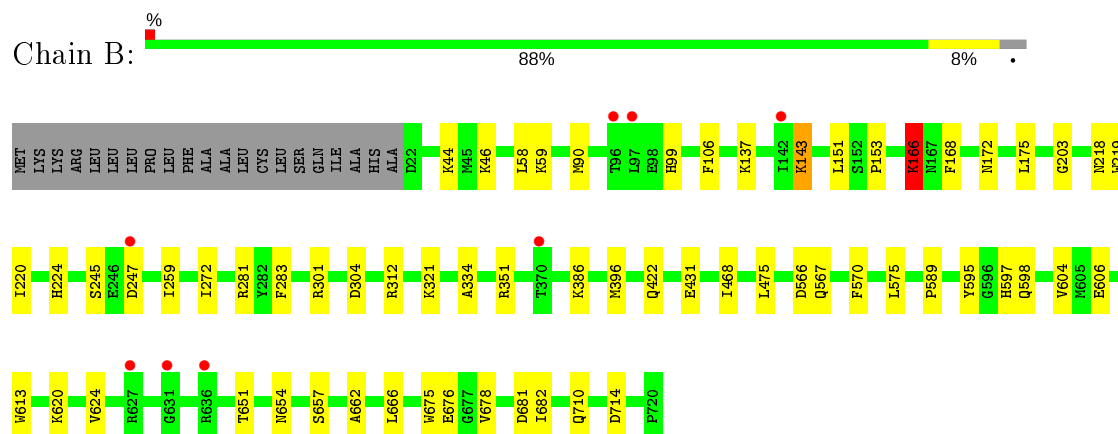 %
Chain B:
88% 8% •
MET LYS LYS ARG LEU LEU LEU PRO LEU PHE ALA ALA LEU CYS LEU SER GLN ILE ALA HIS ALA D22 K44 M45 K46 L58 K59 M90 T96 L97 E98 H99 F106 K137 I142 K143 L151 S152 P153 K166 N167 F168 N172 L175 G203 N218 W219
I220 H224 S245 E246 D247 I259 I272 R281 Y282 F283 R301 D304 R312 K321 A334 R351 T370 K386 M396 Q422 E431 I468 L475 D566 Q567 F570 L575 P589 Y595 G596 H597 Q598 V604 M605 E606
W613 K620 V624 R627 G631 R636 T651 N654 S657 A662 L666 W675 E676 G677 V678 D681 I682 Q710 D714 P720